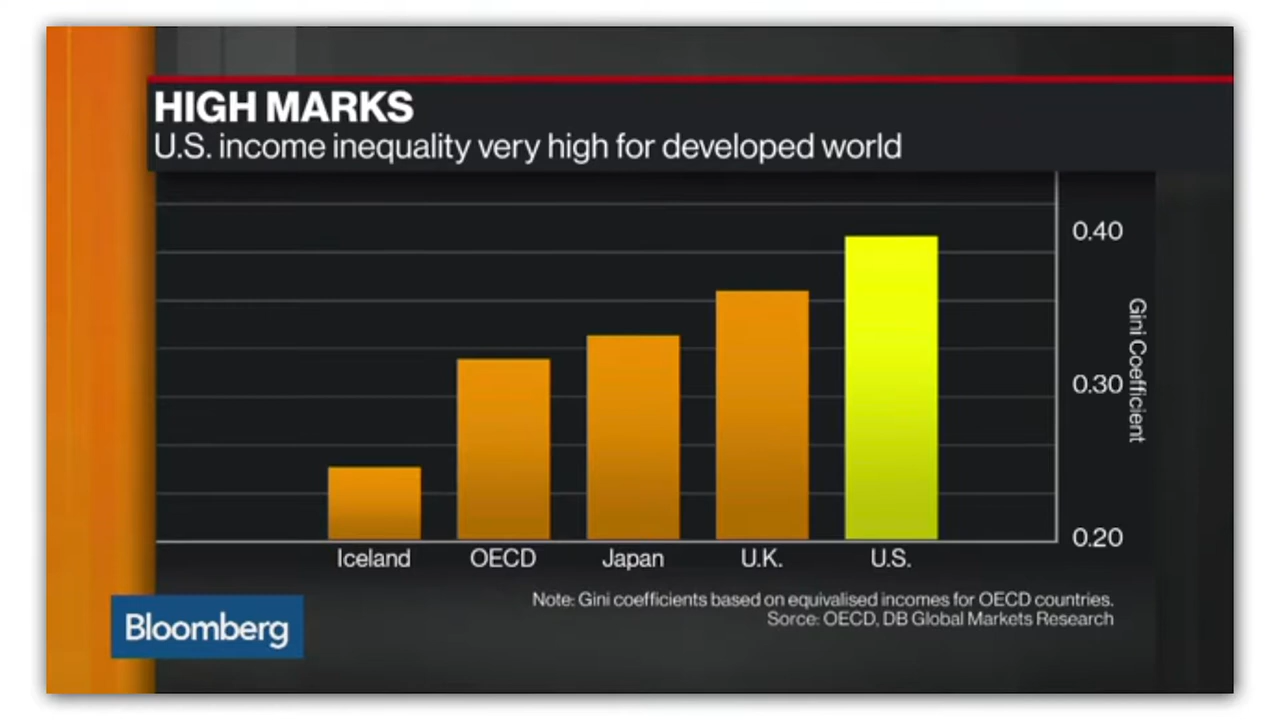 HIGH MARKS
U.S. income inequality very high for developed world
0.40
0.30
0.20
Gini Coefficient
Iceland OECD Japan U.K. U.S.
Note: Gini coefficients based on equivalised incomes for OECD countries.
Sorce: OECD, DB Global Markets Research
Bloomberg